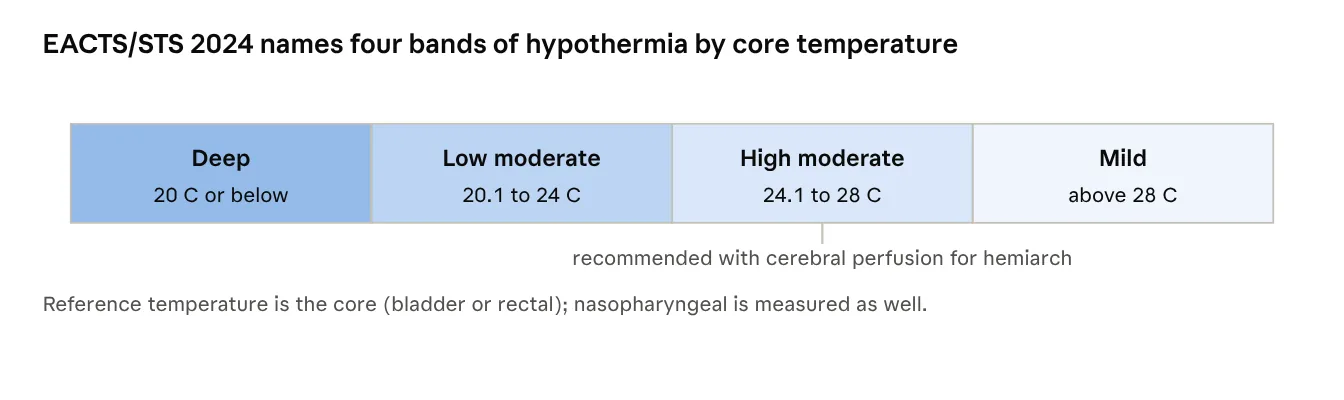 EACTS/STS 2024 names four bands of hypothermia by core temperature
Deep
20 C or below
Low moderate
20.1 to 24 C
High moderate
24.1 to 28 C
Mild
above 28 C
recommended with cerebral perfusion for hemiarch
Reference temperature is the core (bladder or rectal); nasopharyngeal is measured as well.